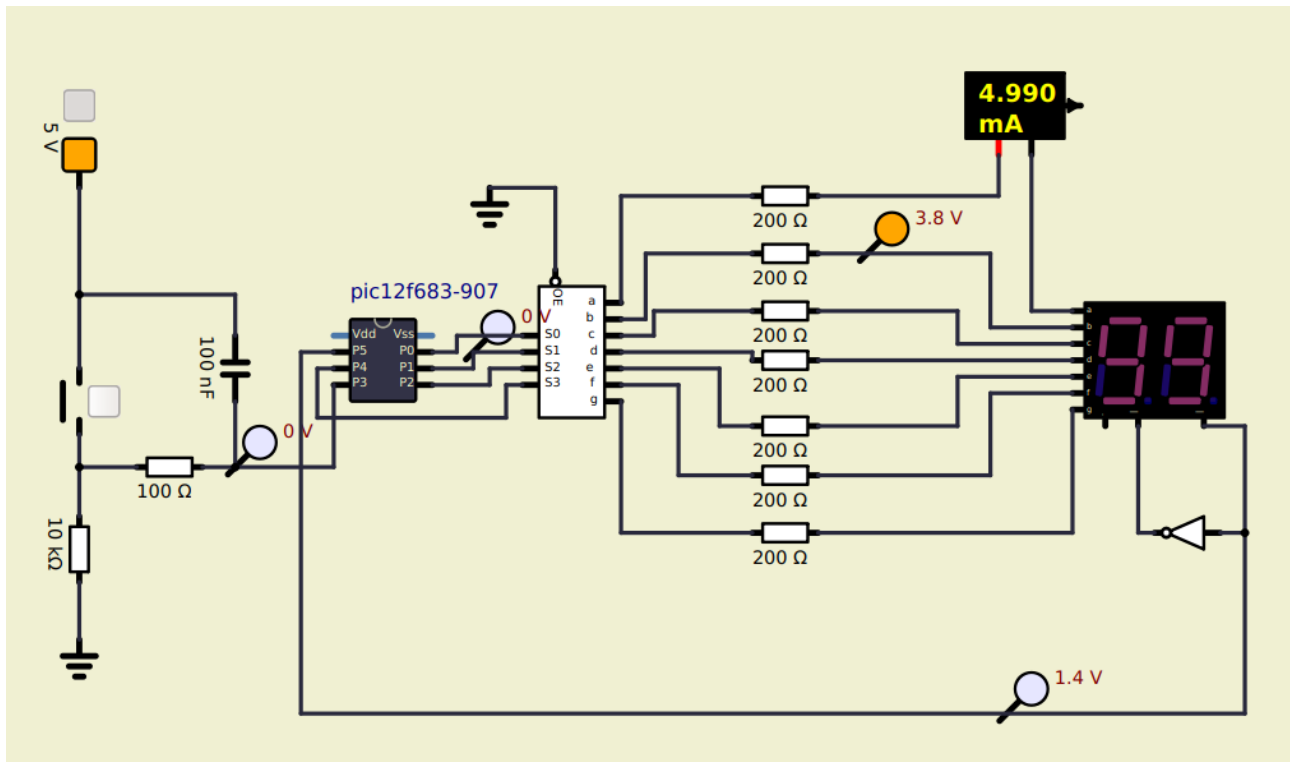 4.990
mA
5 V
200 Ω
3.8 V
200 Ω
pic12f683-907
OE
a
0 V
b
200 Ω
Vdd Vss
S0
c
100 nF
P5 P0
S1
d
P4 P1
S2
e
200 Ω
P3 P2
S3
f
g
a
b
c
d
e
f
g
0 V
200 Ω
100 Ω
200 Ω
10 kΩ
200 Ω
1.4 V